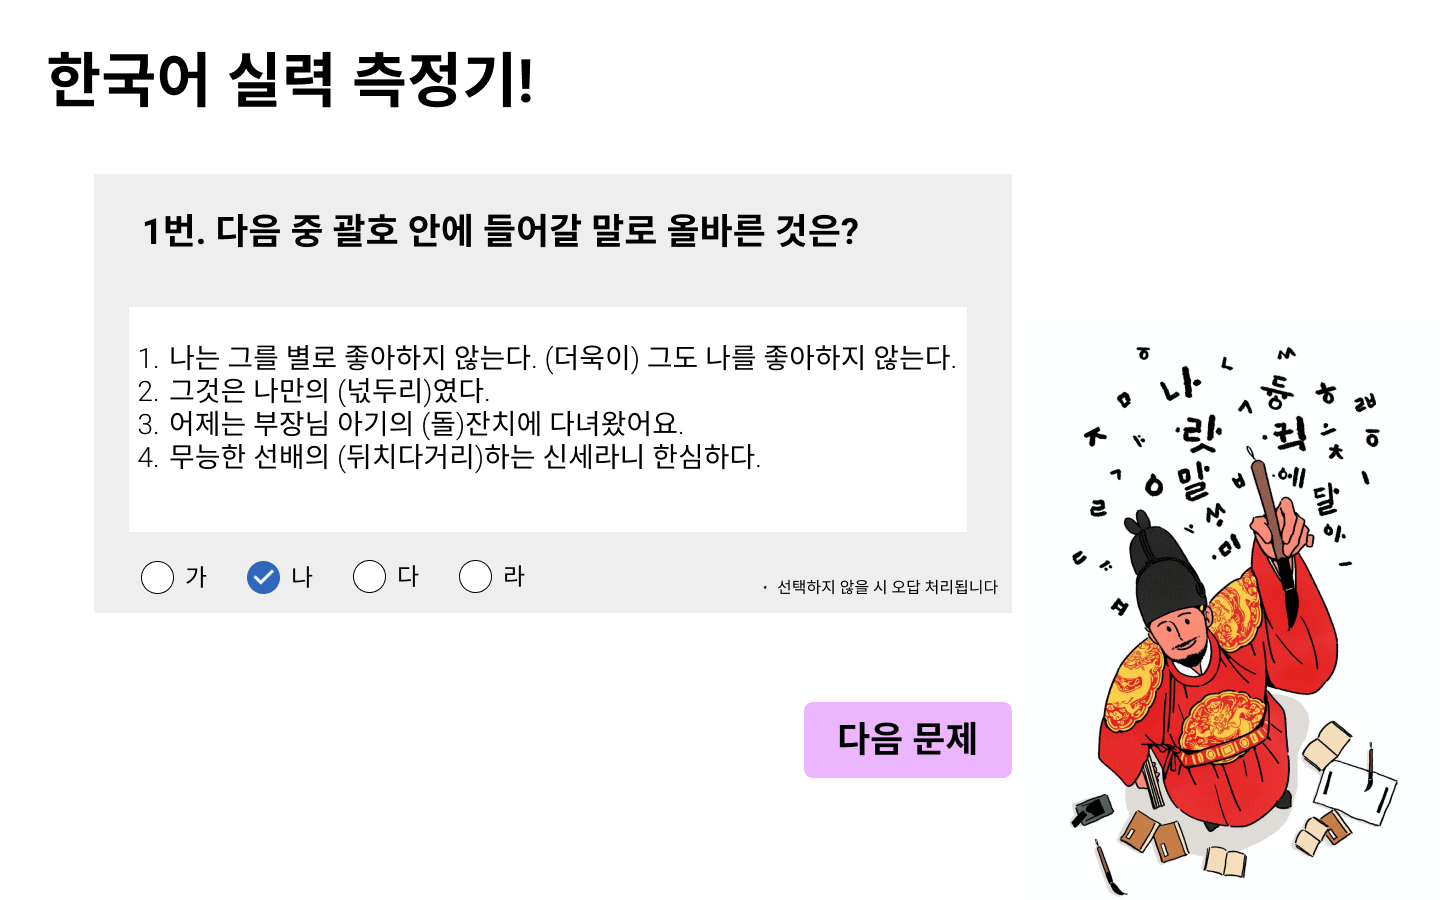 한국어 실력 측정기!
1번. 다음 중 괄호 안에 들어갈 말로 올바른 것은?
1. 나는 그를 별로 좋아하지 않는다. (더욱이) 그도 나를 좋아하지 않는다.
2. 그것은 나만의 (넋두리)였다.
3. 어제는 부장님 아기의 (돌)잔치에 다녀왔어요.
4. 무능한 선배의 (뒤치다거리)하는 신세라니 한심하다.
가 나 다 라
· 선택하지 않을 시 오답 처리됩니다
다음 문제
ㅎ ㄴ ㅆ
ㅁ 나 ㅅ 듕 ㅎ ㄹㅂ
ㅈ 랏 귁 ㅊ ㆆ
ㄱ ㅇ 말 ㅂ 에 달 ㅣ
ㄹ ㅆ 미 아
ㄷ ㅡ
ㅍ